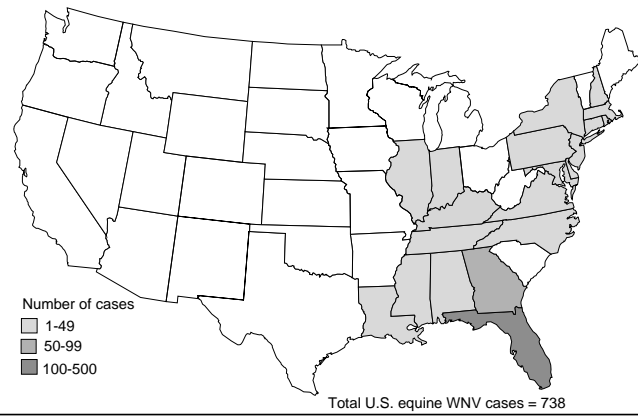 Number of cases
1-49
50-99
100-500
Total U.S. equine WNV cases = 738